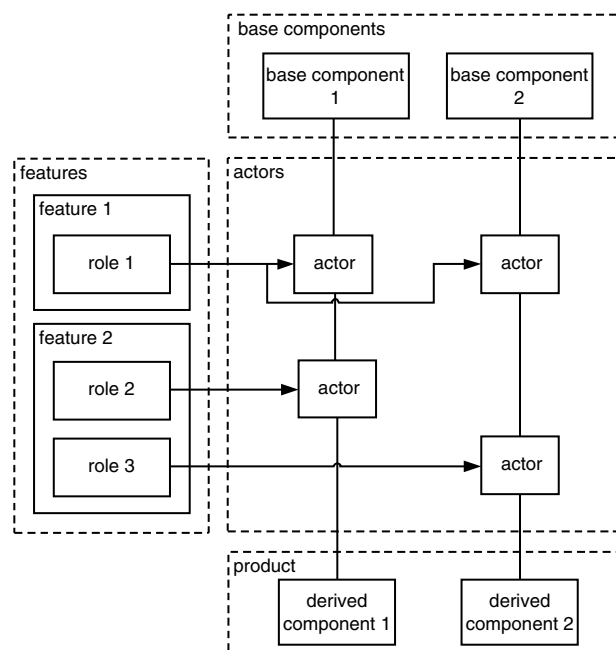 base components
base component
1
base component
2
features
actors
feature 1
role 1
actor
actor
feature 2
role 2
actor
role 3
actor
product
derived
component 1
derived
component 2